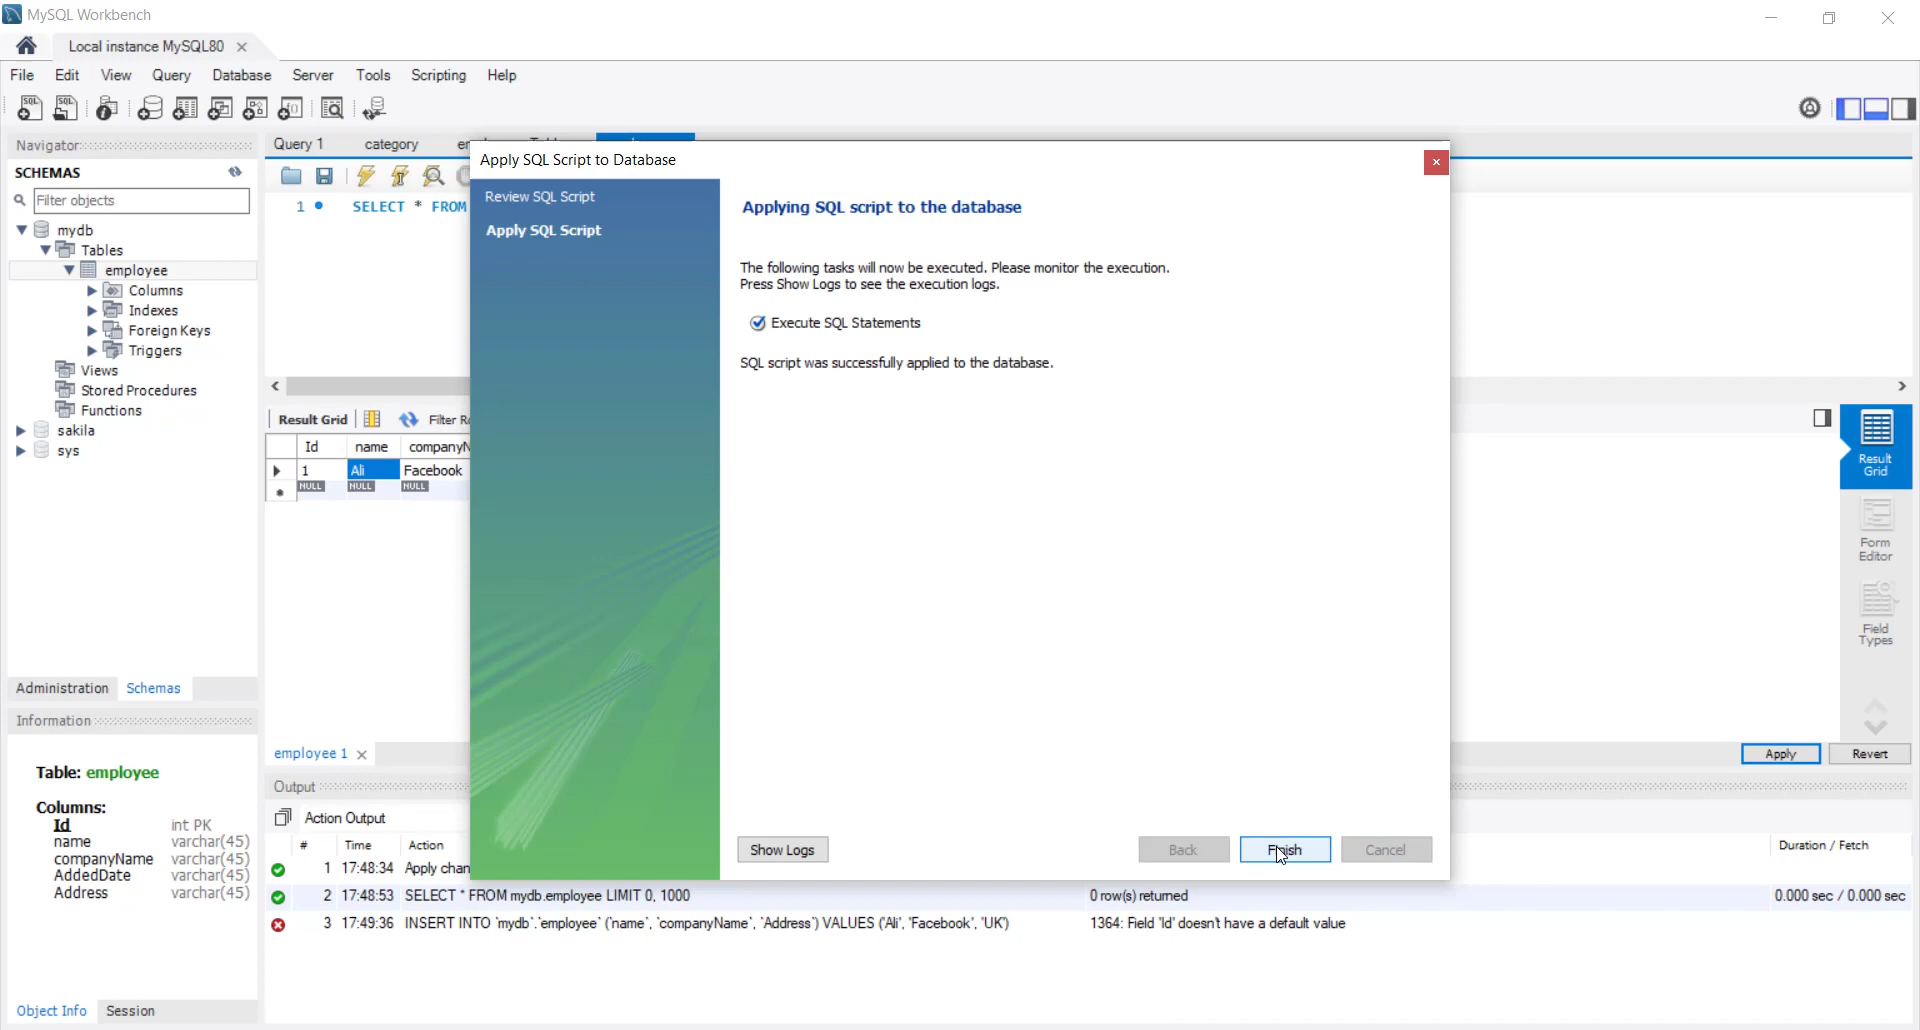 MySQL Workbench
Local instance MySQL80
File Edit View Query Database Server Tools Scripting Help
Navigator
SCHEMAS
Filter objects
mydb
Tables
employee
Columns
Indexes
Foreign Keys
Triggers
Views
Stored Procedures
Functions
sakila
sys
Administration Schemas
Information
Table: employee
Columns:
Id int PK
name varchar(45)
companyName varchar(45)
AddedDate varchar(45)
Address varchar(45)
Object Info Session
Query 1 category
1 SELECT * FROM
Result Grid Filter
Id name
1 Ali Facebook
NULL NULL NULL
employee 1
Apply SQL Script to Database
Review SQL Script
Apply SQL Script
Applying SQL script to the database
The following tasks will now be executed. Please monitor the execution.
Press Show Logs to see the execution logs.
Execute SQL Statements
SQL script was successfully applied to the database.
Show Logs Back Finish Cancel
Result
Grid
Form
Editor
Field
Types
Apply Revert
Output
Action Output
# Time Action Duration / Fetch
1 17:48:34 Apply
2 17:48:53 SELECT * FROM mydb.employee LIMIT 0, 1000 0 row(s) returned 0.000 sec / 0.000 sec
3 17:49:36 INSERT INTO `mydb`.`employee` (`name`, `companyName`, `Address`) VALUES ('Ali', 'Facebook', 'UK') 1364: Field 'Id' doesn't have a default value